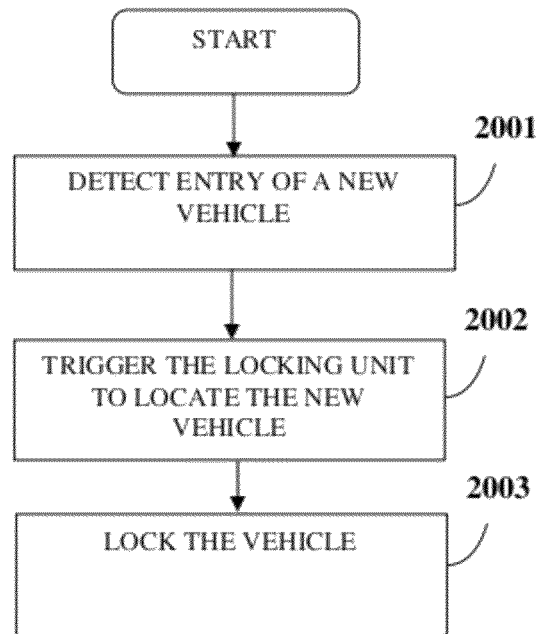 START
2001
DETECT ENTRY OF A NEW
VEHICLE
2002
TRIGGER THE LOCKING UNIT
TO LOCATE THE NEW
VEHICLE
2003
LOCK THE VEHICLE